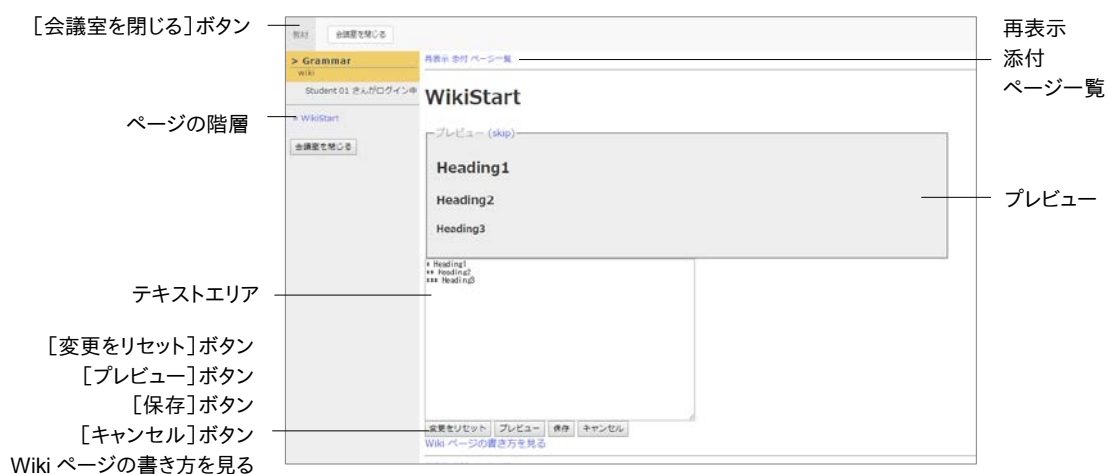 ［会議室を閉じる］ボタン
教材
会議室を閉じる
再表示
添付
ページ一覧
> Grammar
wiki
Student 01 さんがログイン中
再表示 添付 ページ一覧
WikiStart
ページの階層
» WikiStart
会議室を閉じる
プレビュー (skip)
Heading1
Heading2
Heading3
プレビュー
* Heading1
** Heading2
*** Heading3
テキストエリア
［変更をリセット］ボタン
［プレビュー］ボタン
［保存］ボタン
［キャンセル］ボタン
Wiki ページの書き方を見る
変更をリセット プレビュー 保存 キャンセル
Wiki ページの書き方を見る